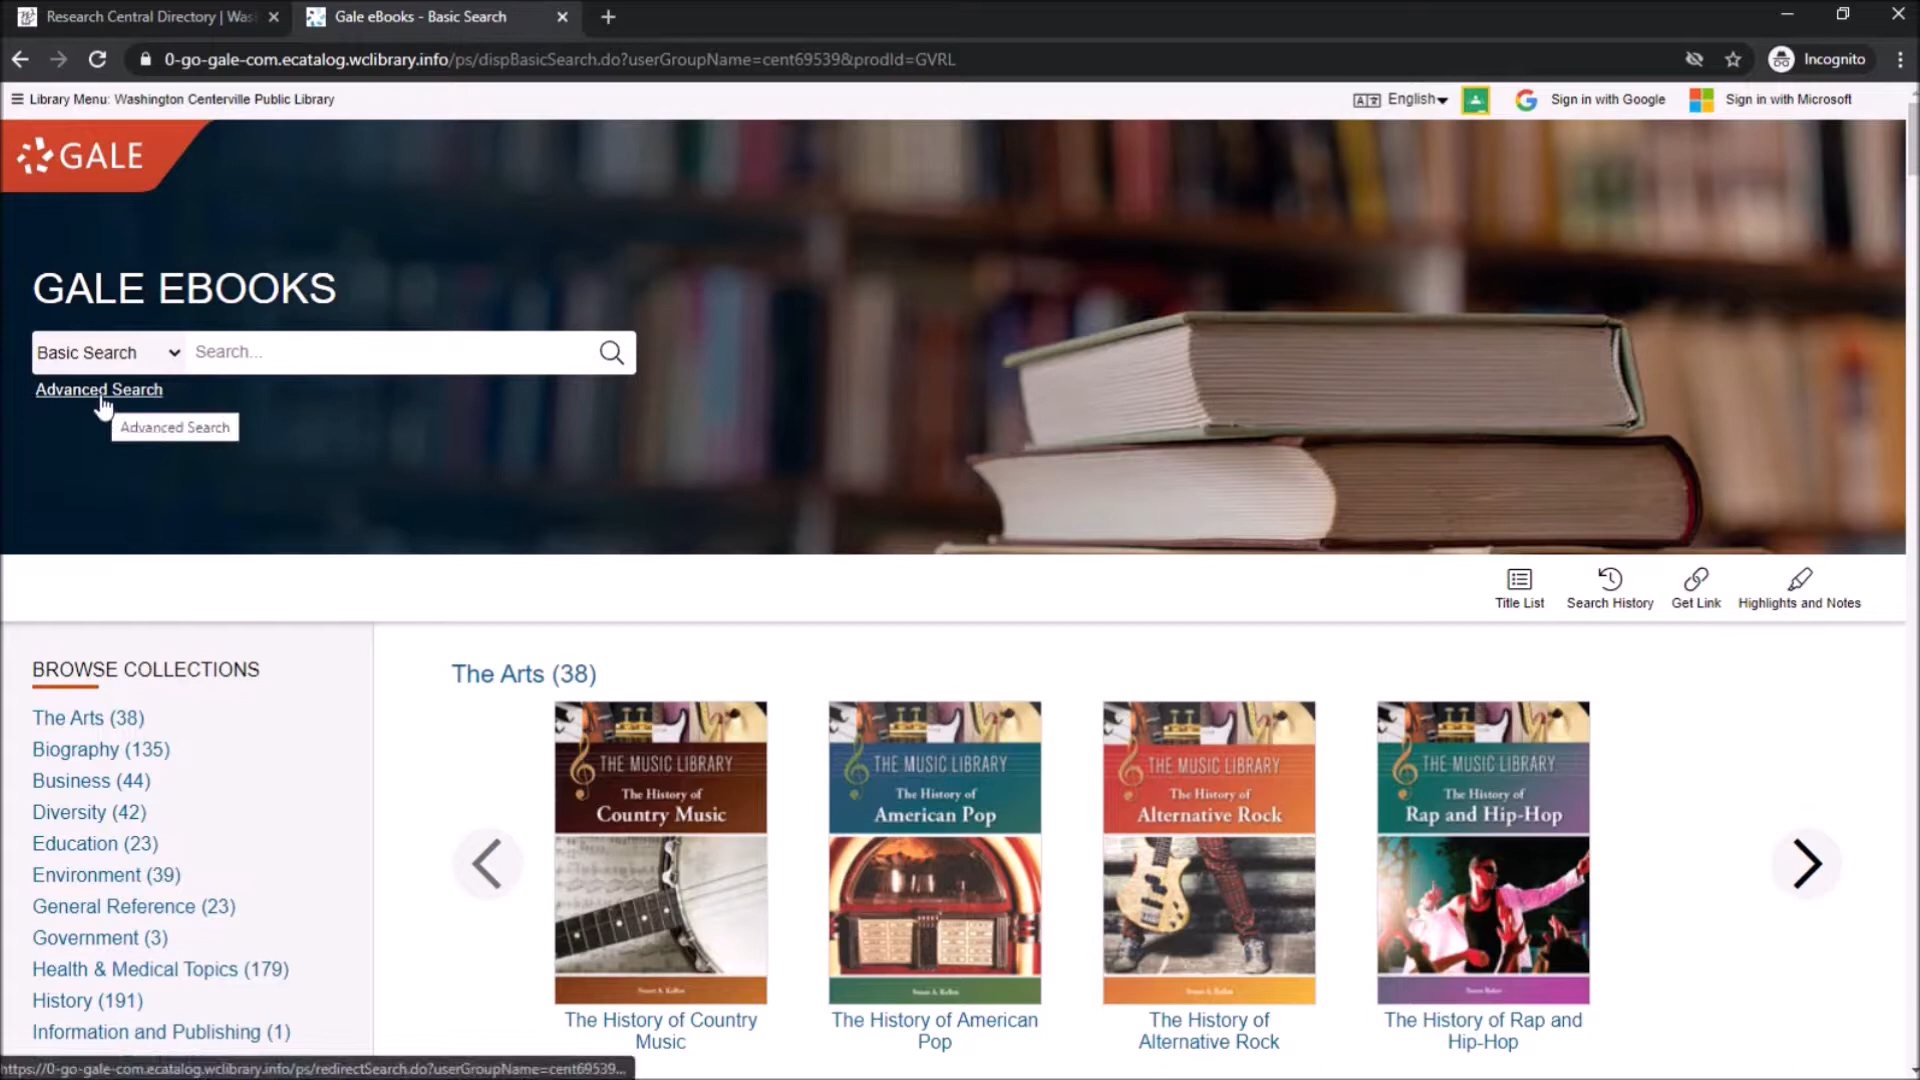 Research Central Directory | Was
Gale eBooks - Basic Search
0-go-gale-com.ecatalog.wclibrary.info/ps/dispBasicSearch.do?userGroupName=cent69539&prodId=GVRL
Incognito
Library Menu: Washington Centerville Public Library
English
Sign in with Google
Sign in with Microsoft
GALE
GALE EBOOKS
Basic Search
Search...
Advanced Search
Advanced Search
Title List
Search History
Get Link
Highlights and Notes
BROWSE COLLECTIONS
The Arts (38)
Biography (135)
Business (44)
Diversity (42)
Education (23)
Environment (39)
General Reference (23)
Government (3)
Health & Medical Topics (179)
History (191)
Information and Publishing (1)
The Arts (38)
THE MUSIC LIBRARY
The History of
Country Music
Stuart A. Kallen
The History of Country
Music
THE MUSIC LIBRARY
The History of
American Pop
Stuart A. Kallen
The History of American
Pop
THE MUSIC LIBRARY
The History of
Alternative Rock
Stuart A. Kallen
The History of
Alternative Rock
THE MUSIC LIBRARY
The History of
Rap and Hip-Hop
The History of Rap and
Hip-Hop
https://0-go-gale-com.ecatalog.wclibrary.info/ps/redirectSearch.do?userGroupName=cent69539...